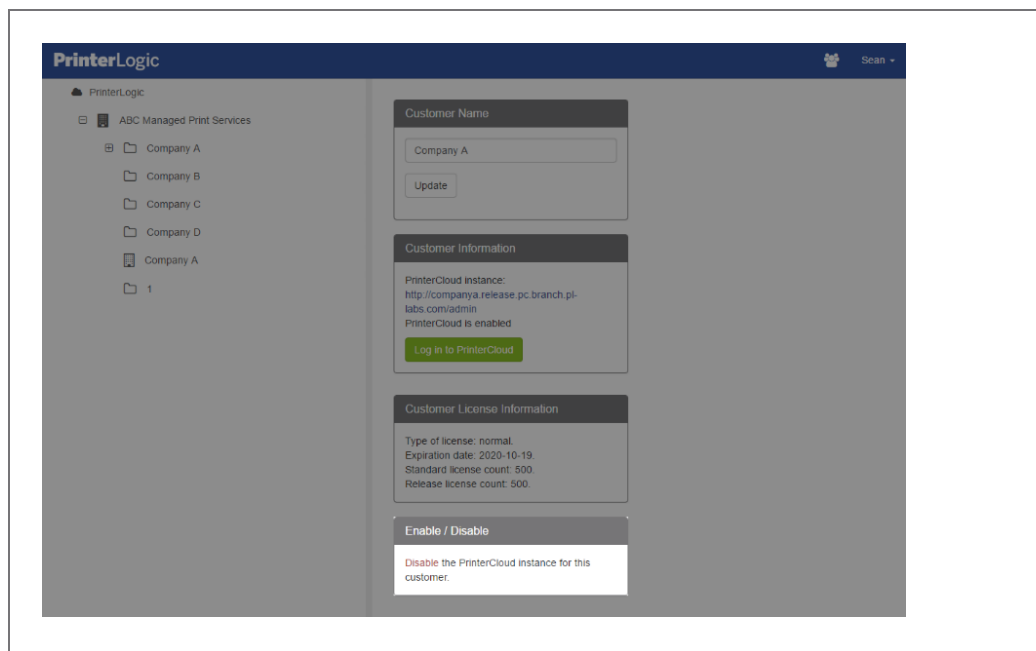 PrinterLogic
Sean
PrinterLogic
ABC Managed Print Services
Company A
Company B
Company C
Company D
Company A
1
Customer Name
Company A
Update
Customer Information
PrinterCloud instance:
http://companya.release.pc.branch.pl-
labs.com/admin
PrinterCloud is enabled
Log in to PrinterCloud
Customer License Information
Type of license: normal.
Expiration date: 2020-10-19.
Standard license count: 500.
Release license count: 500.
Enable / Disable
Disable the PrinterCloud instance for this
customer.